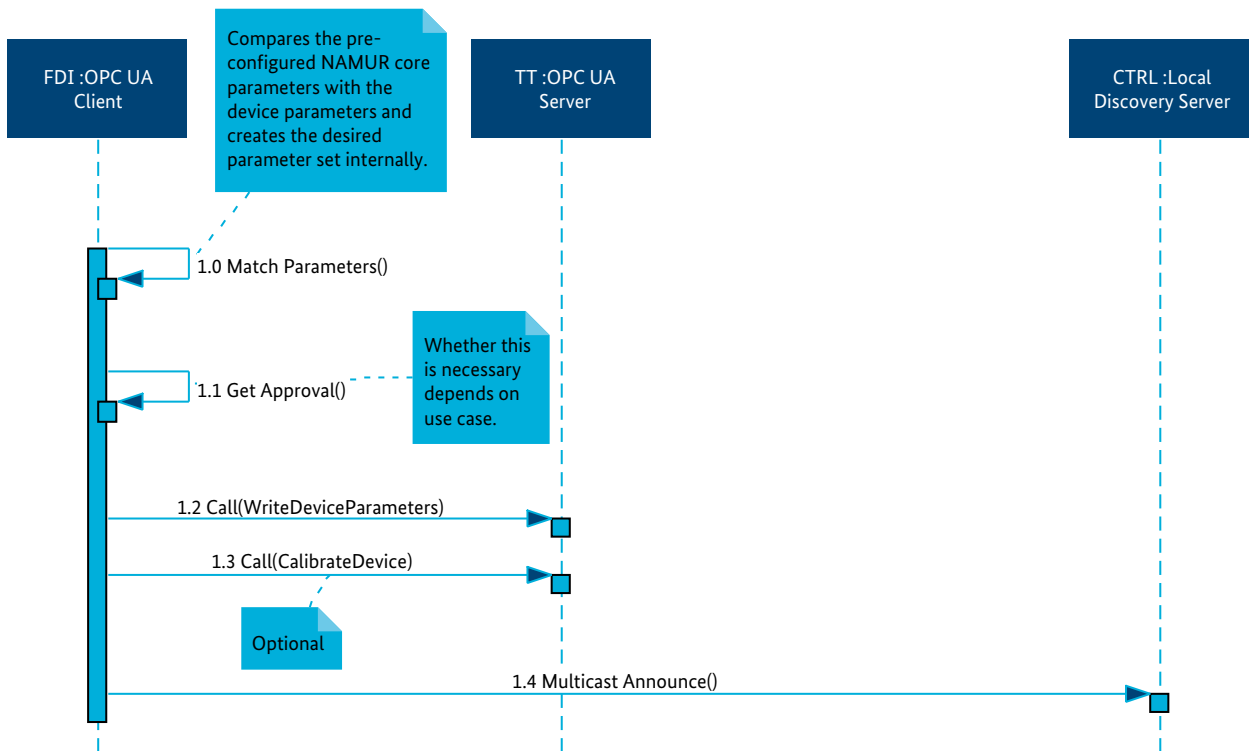 FDI :OPC UA
Client
Compares the pre-
configured NAMUR core
parameters with the
device parameters and
creates the desired
parameter set internally.
TT :OPC UA
Server
CTRL :Local
Discovery Server
1.0 Match Parameters()
Whether this
is necessary
depends on
use case.
1.1 Get Approval()
1.2 Call(WriteDeviceParameters)
1.3 Call(CalibrateDevice)
Optional
1.4 Multicast Announce()